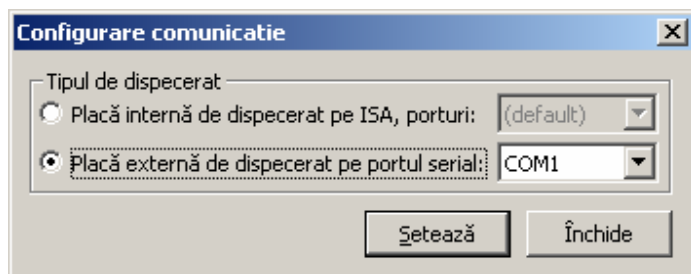 Configurare comunicatie
Tipul de dispecerat
Placă internă de dispecerat pe ISA, porturi: (default)
Placă externă de dispecerat pe portul serial: COM1
Setează Închide